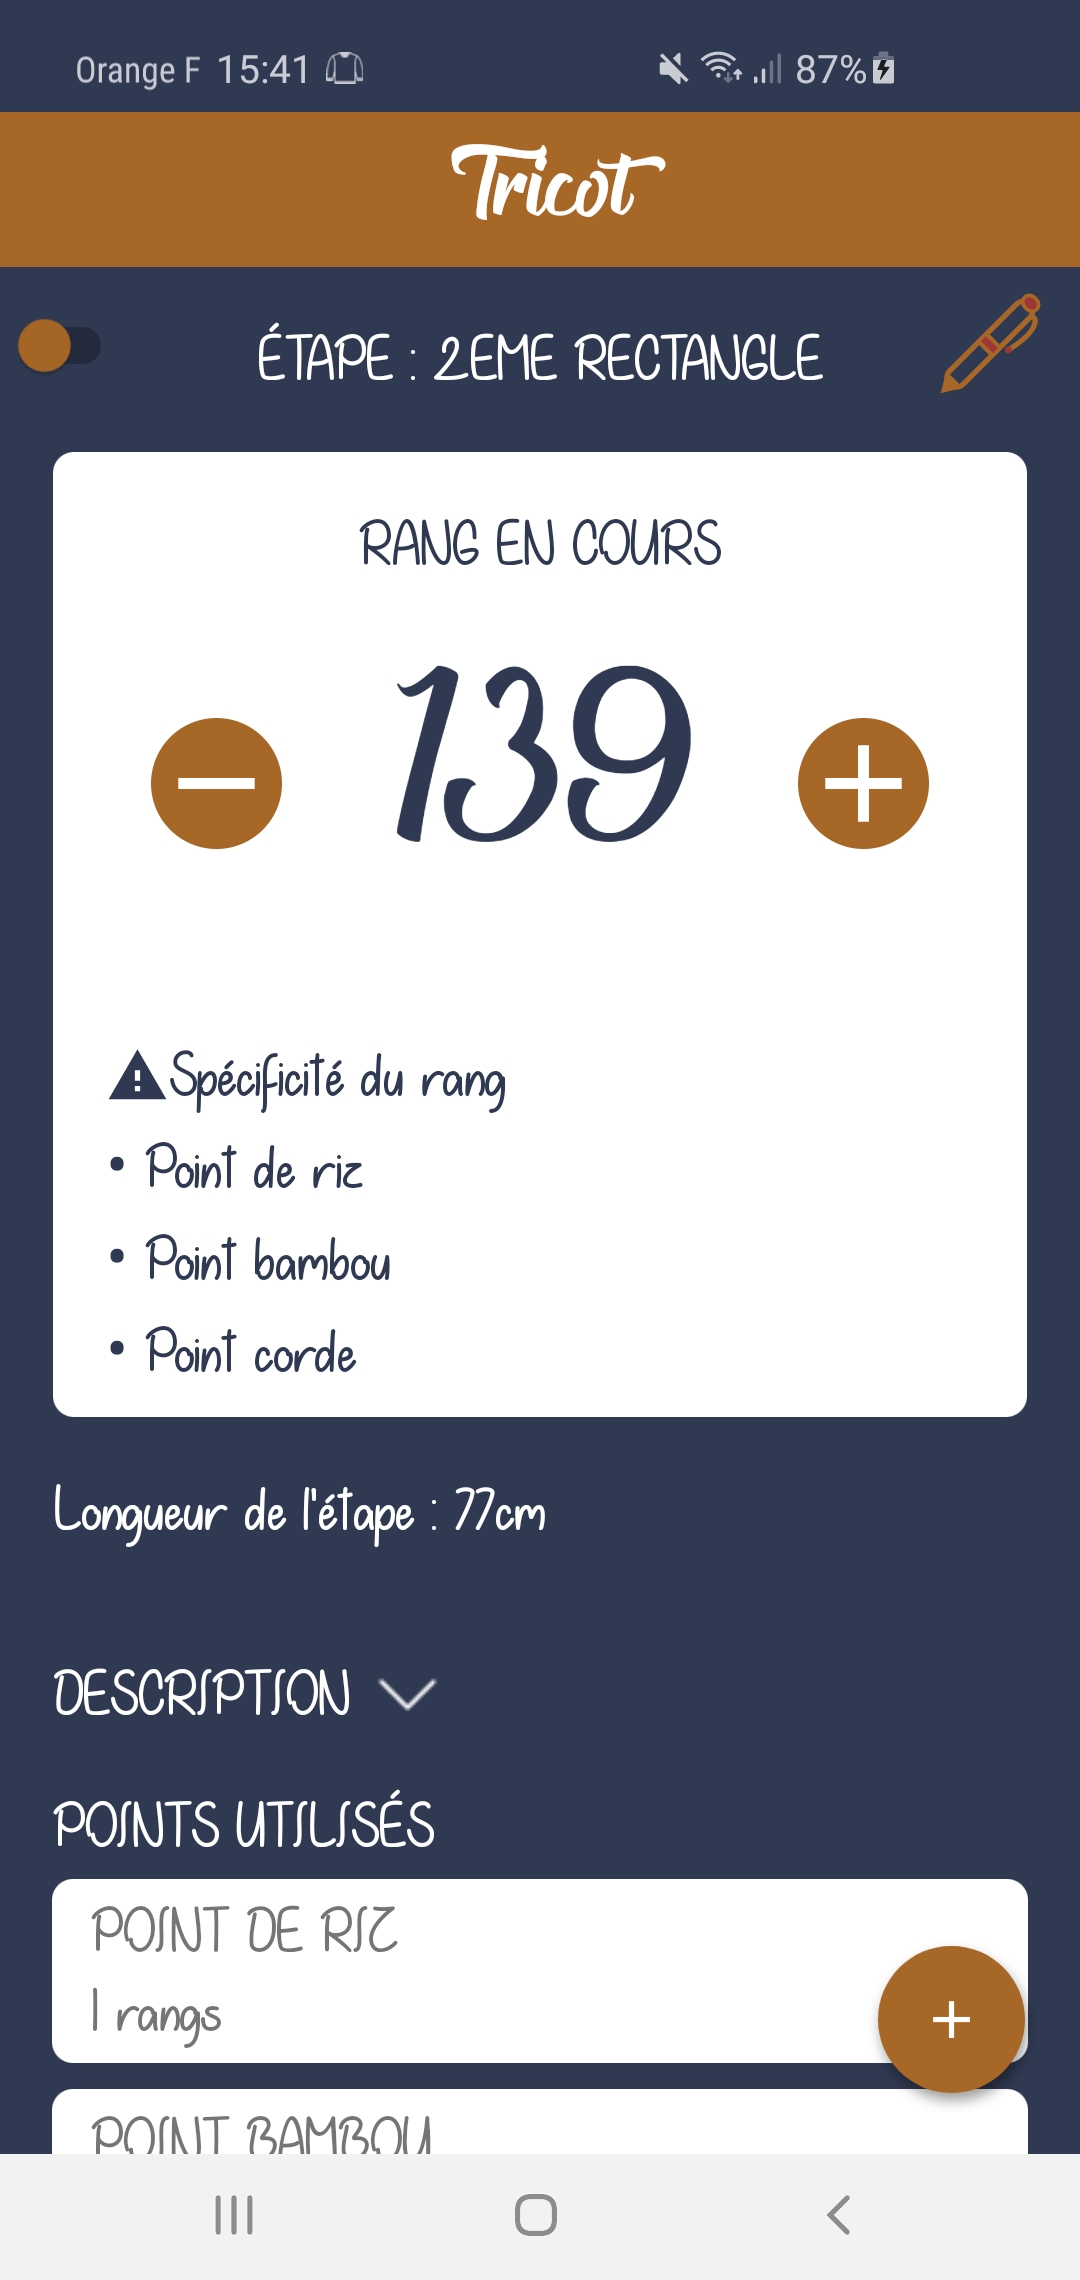 Orange F 15:41 87%
Tricot
ÉTAPE : 2EME RECTANGLE
RANG EN COURS
139
Spécificité du rang
• Point de riz
• Point bambou
• Point corde
Longueur de l'étape : 77cm
DESCRIPTION
POINTS UTILISÉS
POINT DE RIZ
1 rangs
POINT BAMBOU